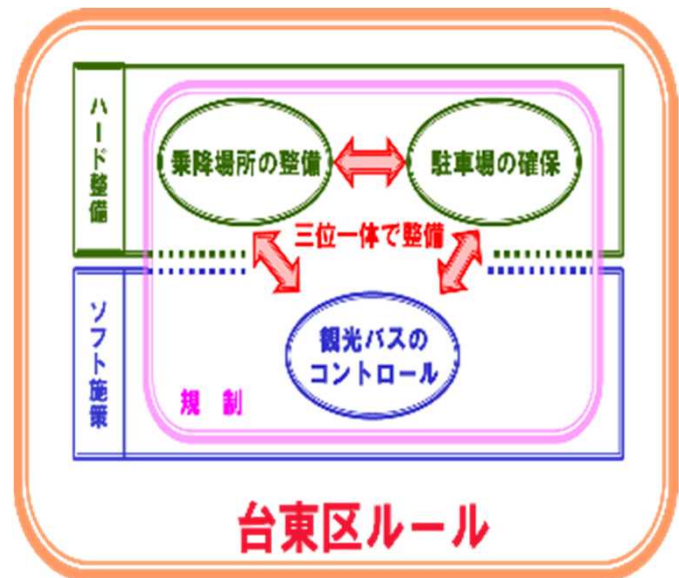 ハード整備
乗降場所の整備
駐車場の確保
三位一体で整備
ソフト施策
観光バスの
コントロール
規制
台東区ルール